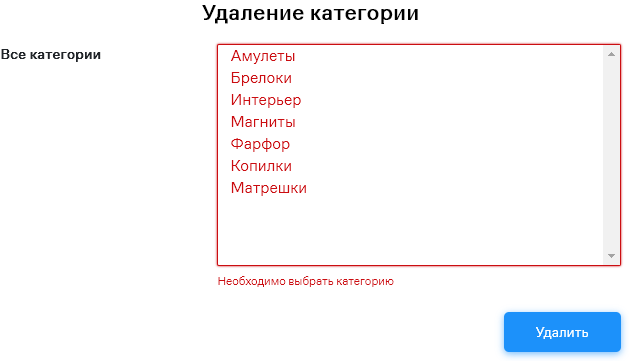 Удаление категории
Все категории
Амулеты
Брелоки
Интерьер
Магниты
Фарфор
Копилки
Матрешки
Необходимо выбрать категорию
Удалить